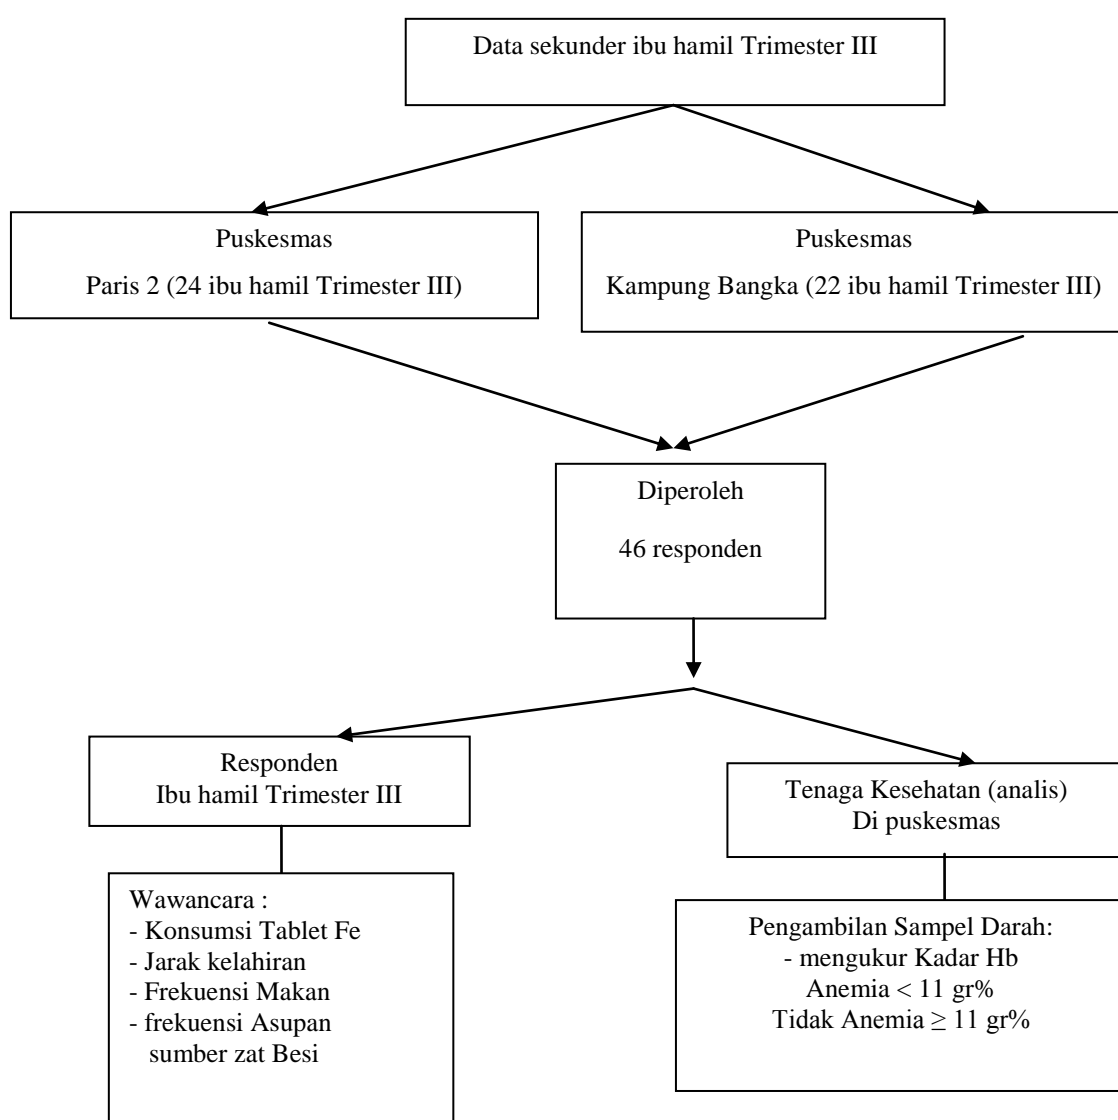 Data sekunder ibu hamil Trimester III
Puskesmas
Paris 2 (24 ibu hamil Trimester III)
Puskesmas
Kampung Bangka (22 ibu hamil Trimester III)
Diperoleh
46 responden
Responden
Ibu hamil Trimester III
Tenaga Kesehatan (analis)
Di puskesmas
Wawancara :
- Konsumsi Tablet Fe
- Jarak kelahiran
- Frekuensi Makan
- frekuensi Asupan
sumber zat Besi
Pengambilan Sampel Darah:
- mengukur Kadar Hb
Anemia < 11 gr%
Tidak Anemia ≥ 11 gr%